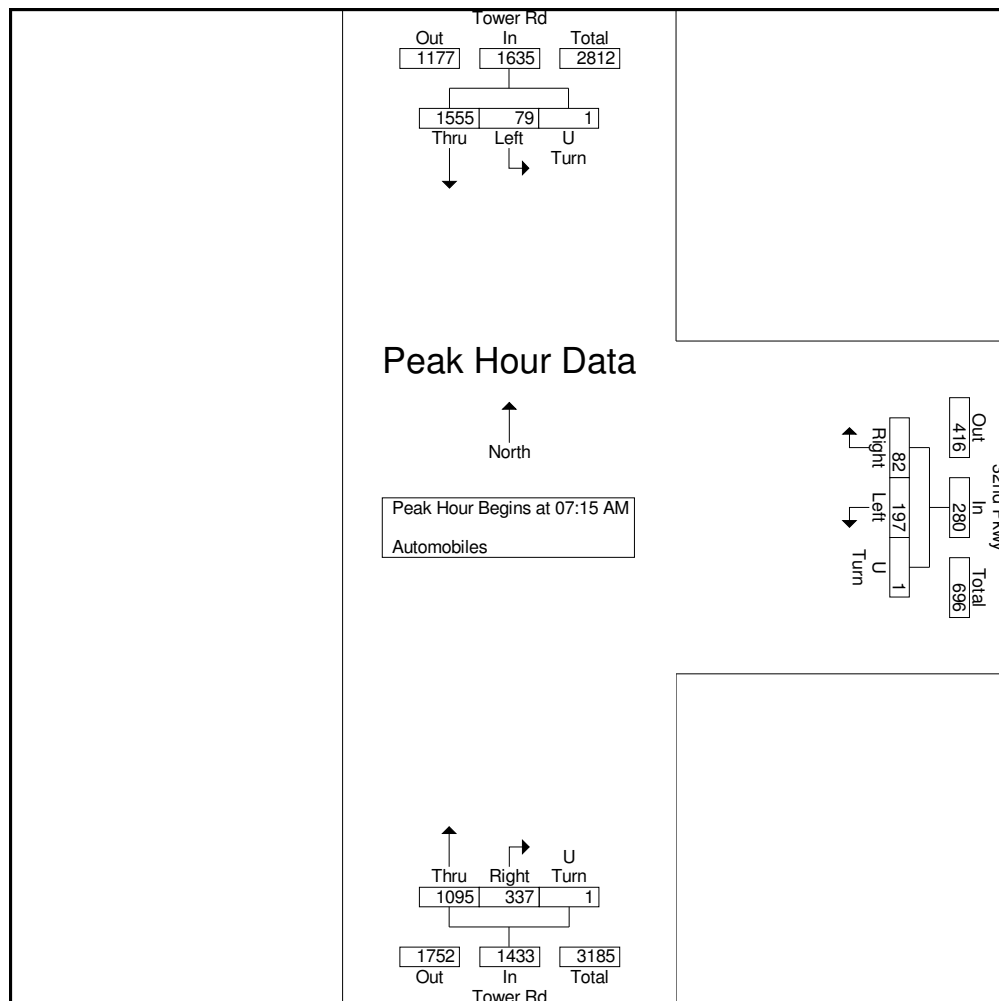 Tower Rd
Out In Total
1177 1635 2812
1555 79 1
Thru Left U
Turn
Peak Hour Data
North
Peak Hour Begins at 07:15 AM
Automobiles
Out In Total
416 280 696
82 197 1
Right Left U
Turn
U
Thru Right Turn
1095 337 1
1752 1433 3185
Out In Total
Tower Rd